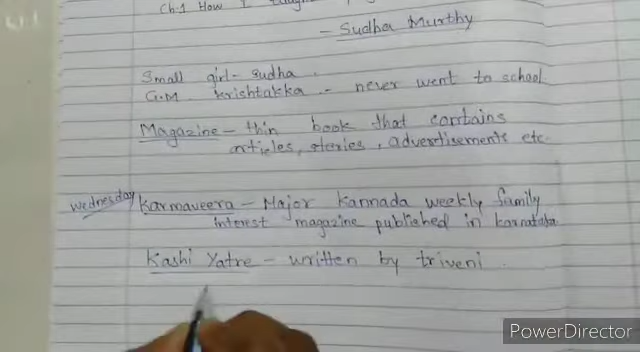 Ch.1 How I taught
- Sudha Murthy
Small girl - sudha.
G.M Krishtakka - never went to school
Magazine - thin book that contains
articles, stories, advertisements etc.
Wednesday
Karmaveera - Major Kannada weekly family
interest magazine published in karnataka
Kashi Yatre - written by triveni.
PowerDirector